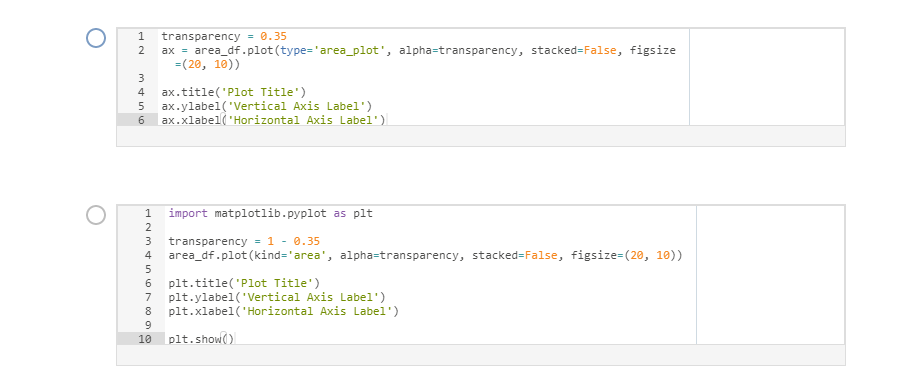 1 transparency = 0.35
2 ax = area_df.plot(type='area_plot', alpha=transparency, stacked=False, figsize
=(20, 10))
3
4 ax.title('Plot Title')
5 ax.ylabel('Vertical Axis Label')
6 ax.xlabel('Horizontal Axis Label')
1 import matplotlib.pyplot as plt
2
3 transparency = 1 - 0.35
4 area_df.plot(kind='area', alpha=transparency, stacked=False, figsize=(20, 10))
5
6 plt.title('Plot Title')
7 plt.ylabel('Vertical Axis Label')
8 plt.xlabel('Horizontal Axis Label')
9
10 plt.show()